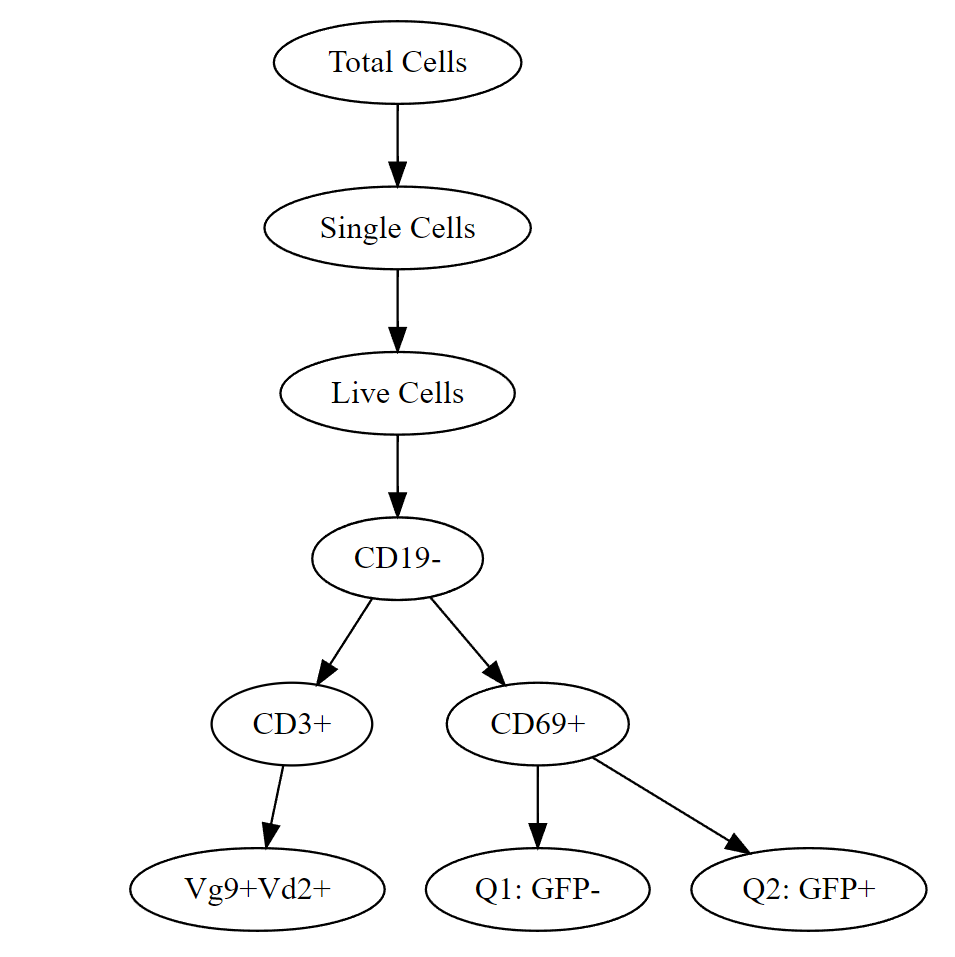 Total Cells
Single Cells
Live Cells
CD19-
CD3+
CD69+
Vg9+Vd2+
Q1: GFP-
Q2: GFP+